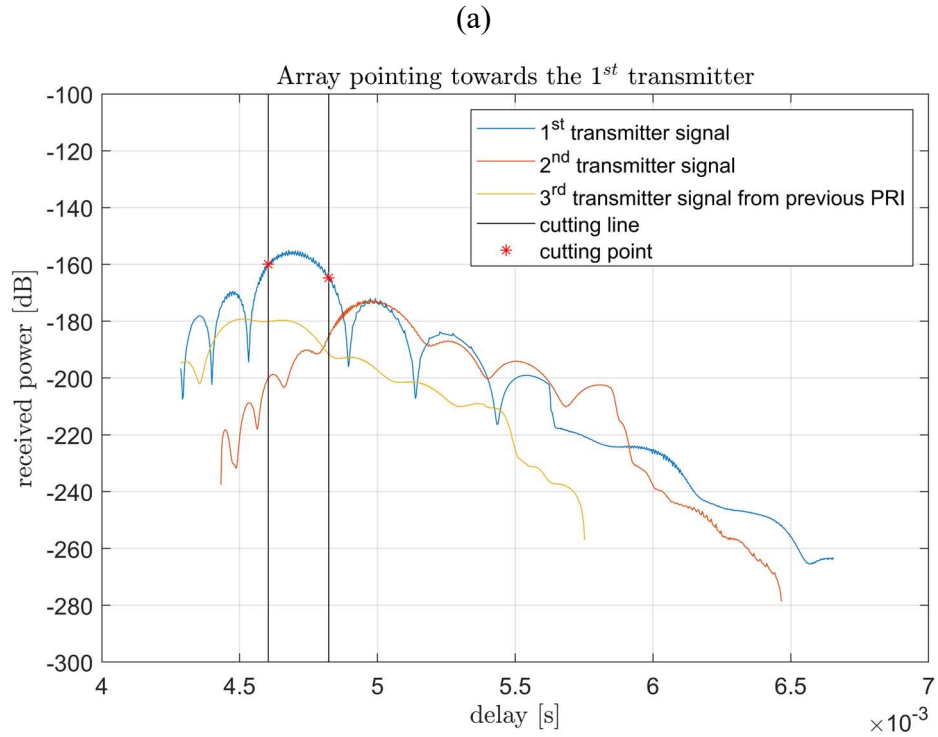 (a)
Array pointing towards the 1st transmitter
-100
-120
-140
-160
-180
-200
-220
-240
-260
-280
-300
received power [dB]
1st transmitter signal
2nd transmitter signal
3rd transmitter signal from previous PRI
cutting line
cutting point
4
4.5
5
5.5
6
6.5
7
delay [s]
×10-3